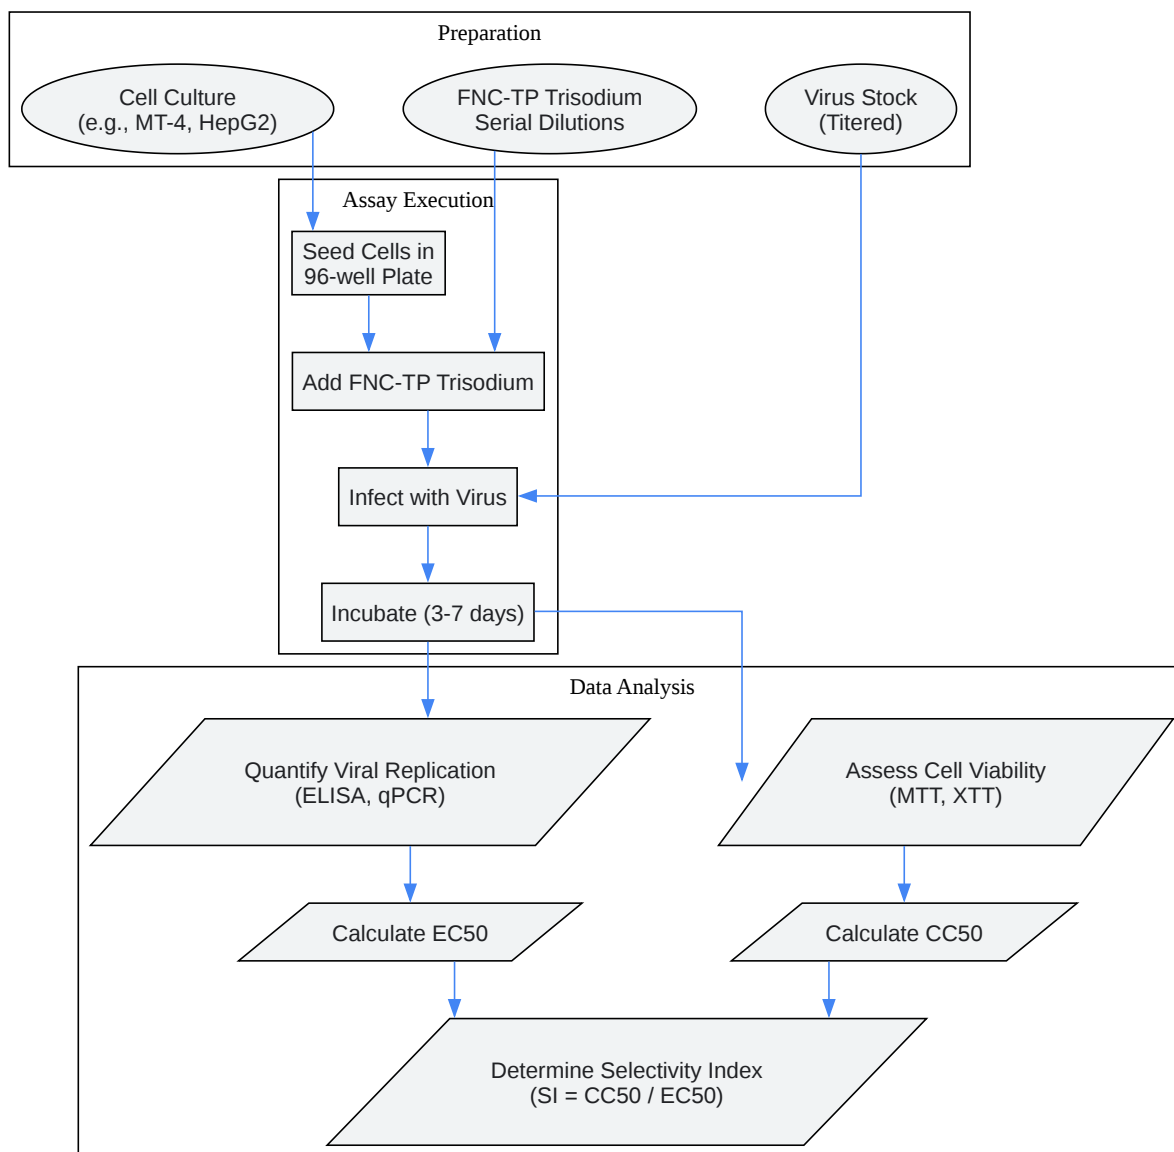 Preparation
Cell Culture
(e.g., MT-4, HepG2)
FNC-TP Trisodium
Serial Dilutions
Virus Stock
(Titered)
Assay Execution
Seed Cells in
96-well Plate
Add FNC-TP Trisodium
Infect with Virus
Incubate (3-7 days)
Data Analysis
Quantify Viral Replication
(ELISA, qPCR)
Assess Cell Viability
(MTT, XTT)
Calculate EC50
Calculate CC50
Determine Selectivity Index
(SI = CC50 / EC50)